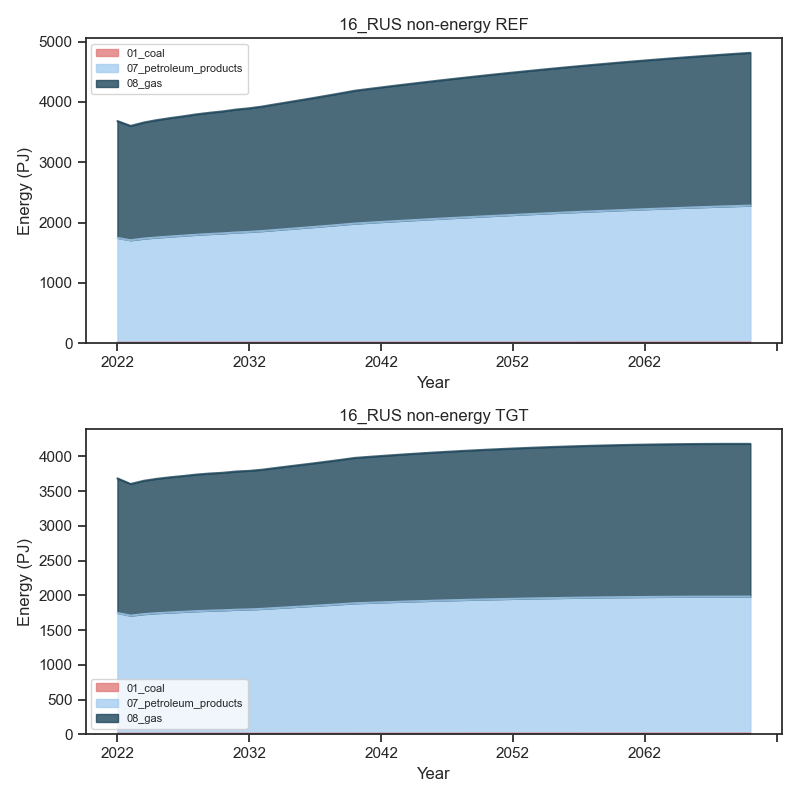 16_RUS non-energy REF
01_coal
07_petroleum_products
08_gas
5000
4000
3000
2000
1000
0
Energy (PJ)
2022 2032 2042 2052 2062
Year
16_RUS non-energy TGT
4000
3500
3000
2500
2000
1500
1000
500
0
Energy (PJ)
01_coal
07_petroleum_products
08_gas
2022 2032 2042 2052 2062
Year